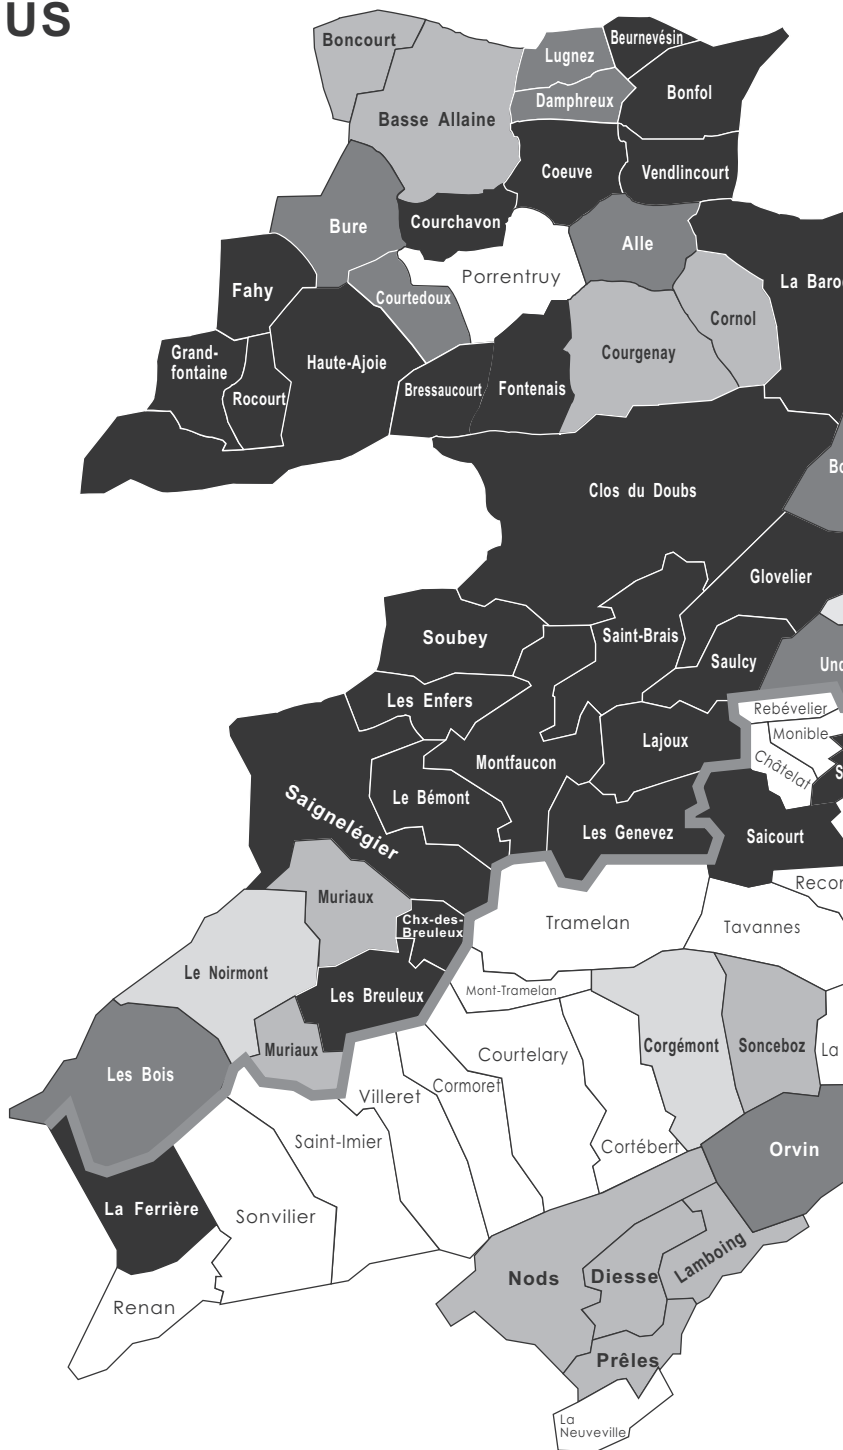 US
Boncourt
Beurnevésin
Lugnez
Bonfol
Damphreux
Basse Allaine
Coeuve
Vendlincourt
Bure
Courchavon
Alle
Porrentruy
La Baro
Fahy
Courtedoux
Cornol
Grand-
fontaine
Haute-Ajoie
Courgenay
Rocourt
Bressaucourt
Fontenais
Bo
Clos du Doubs
Glovelier
Soubey
Saint-Brais
Saulcy
Und
Les Enfers
Rebévelier
Monible
Lajoux
Montfaucon
Châtelat
S
Le Bémont
Saignelégier
Les Genevez
Saicourt
Muriaux
Recon
Chx-des-
Breuleux
Tramelan
Tavannes
Le Noirmont
Les Breuleux
Mont-Tramelan
Muriaux
Courtelary
Corgémont
Sonceboz
La
Les Bois
Villeret
Cormoret
Saint-Imier
Cortébert
Orvin
La Ferrière
Sonvilier
Renan
Nods
Diesse
Lamboing
Prêles
La
Neuveville